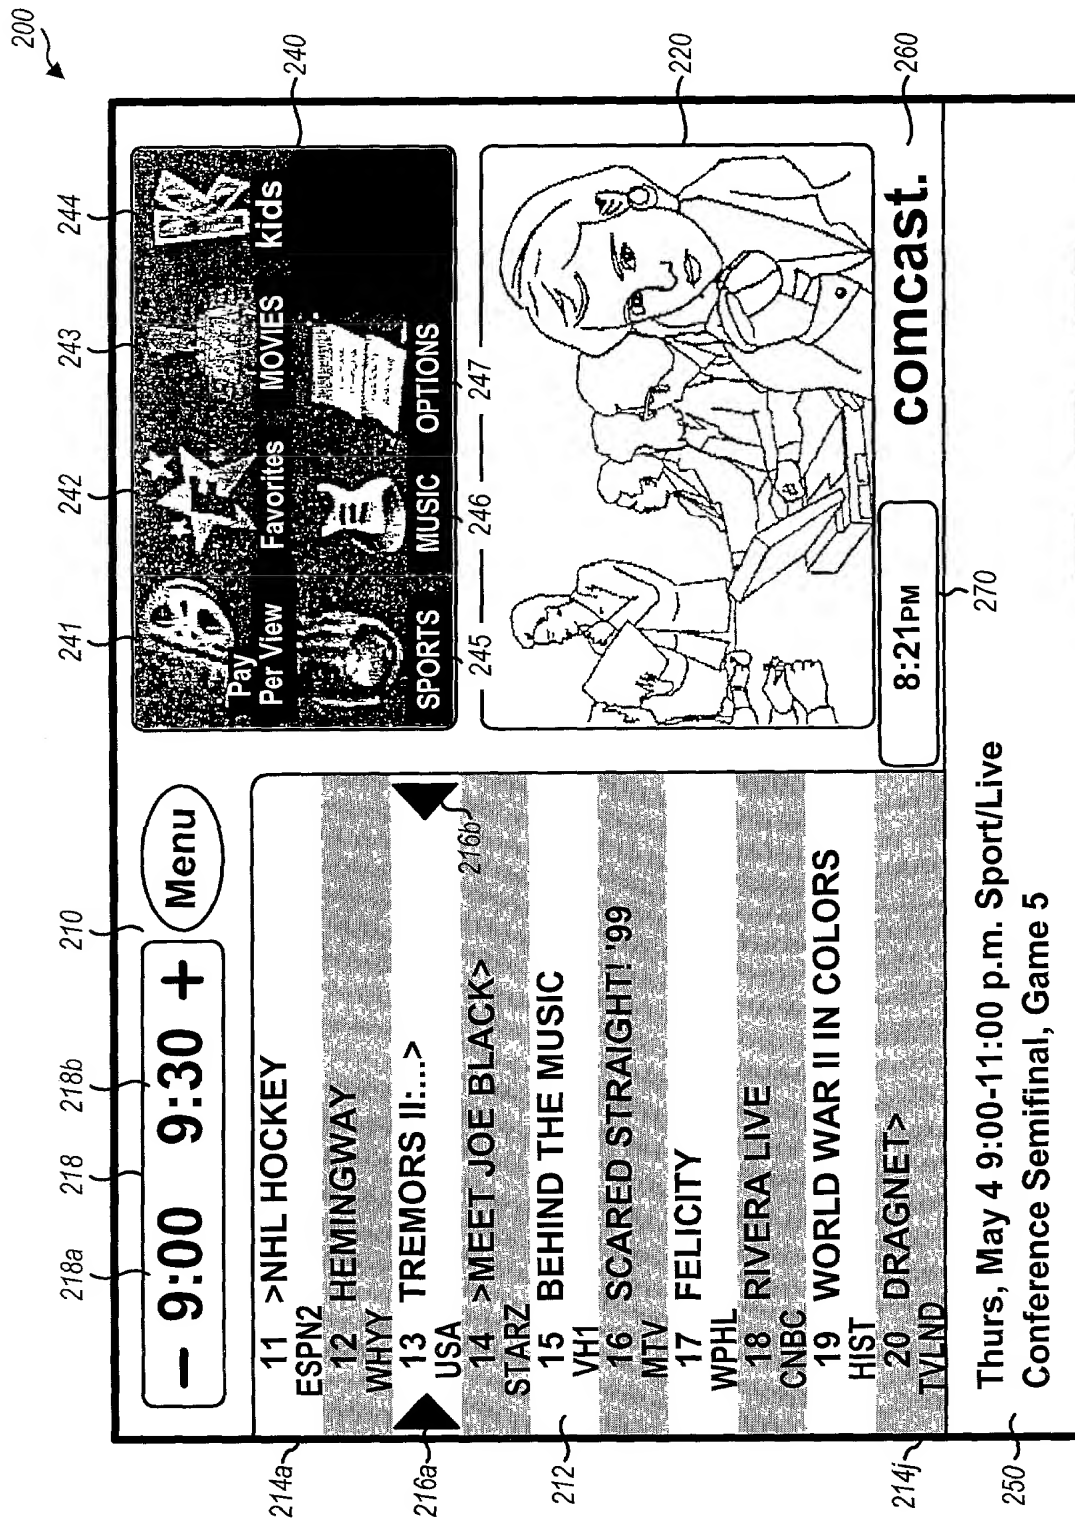 200
218a
218
218b
210
241
242
243
244
− 9:00 9:30 +
Menu
Pay
Per View
Favorites
MOVIES
kids
SPORTS
MUSIC
OPTIONS
240
245
246
247
214a
11 >NHL HOCKEY
ESPN2
12 HEMINGWAY
WHYY
216a
13 TREMORS II:...>
USA
216b
14 >MEET JOE BLACK>
STARZ
212
15 BEHIND THE MUSIC
VH1
16 SCARED STRAIGHT! '99
MTV
17 FELICITY
WPHL
18 RIVERA LIVE
CNBC
19 WORLD WAR II IN COLORS
HIST
214j
20 DRAGNET>
TVLND
220
8:21PM
comcast.
260
270
250
Thurs, May 4 9:00-11:00 p.m. Sport/Live
Conference Semifinal, Game 5